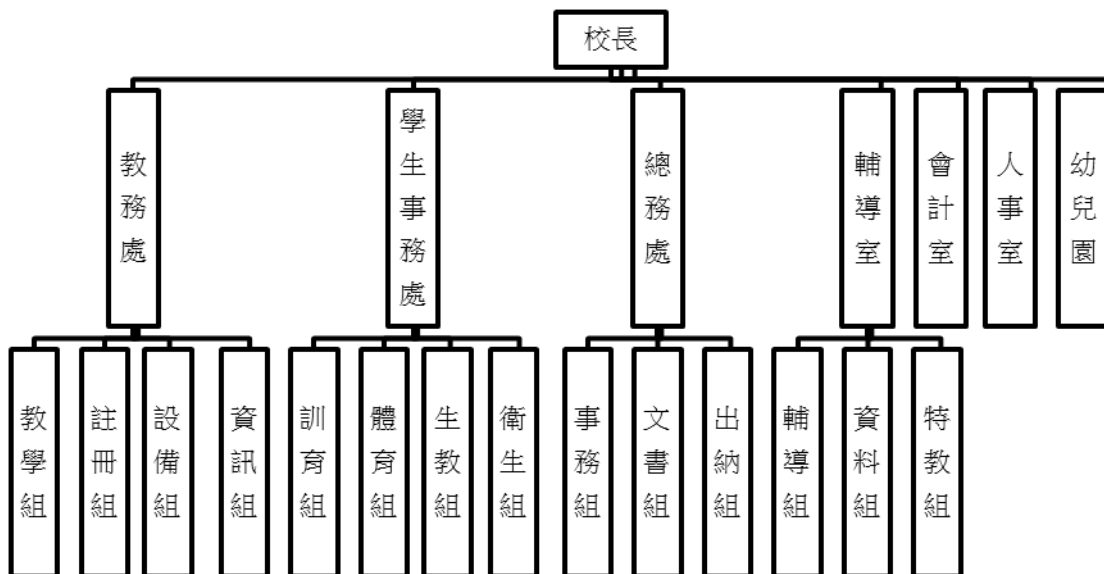 校長
教務處
學生事務處
總務處
輔導室
會計室
人事室
幼兒園
教學組
註冊組
設備組
資訊組
訓育組
體育組
生教組
衛生組
事務組
文書組
出納組
輔導組
資料組
特教組